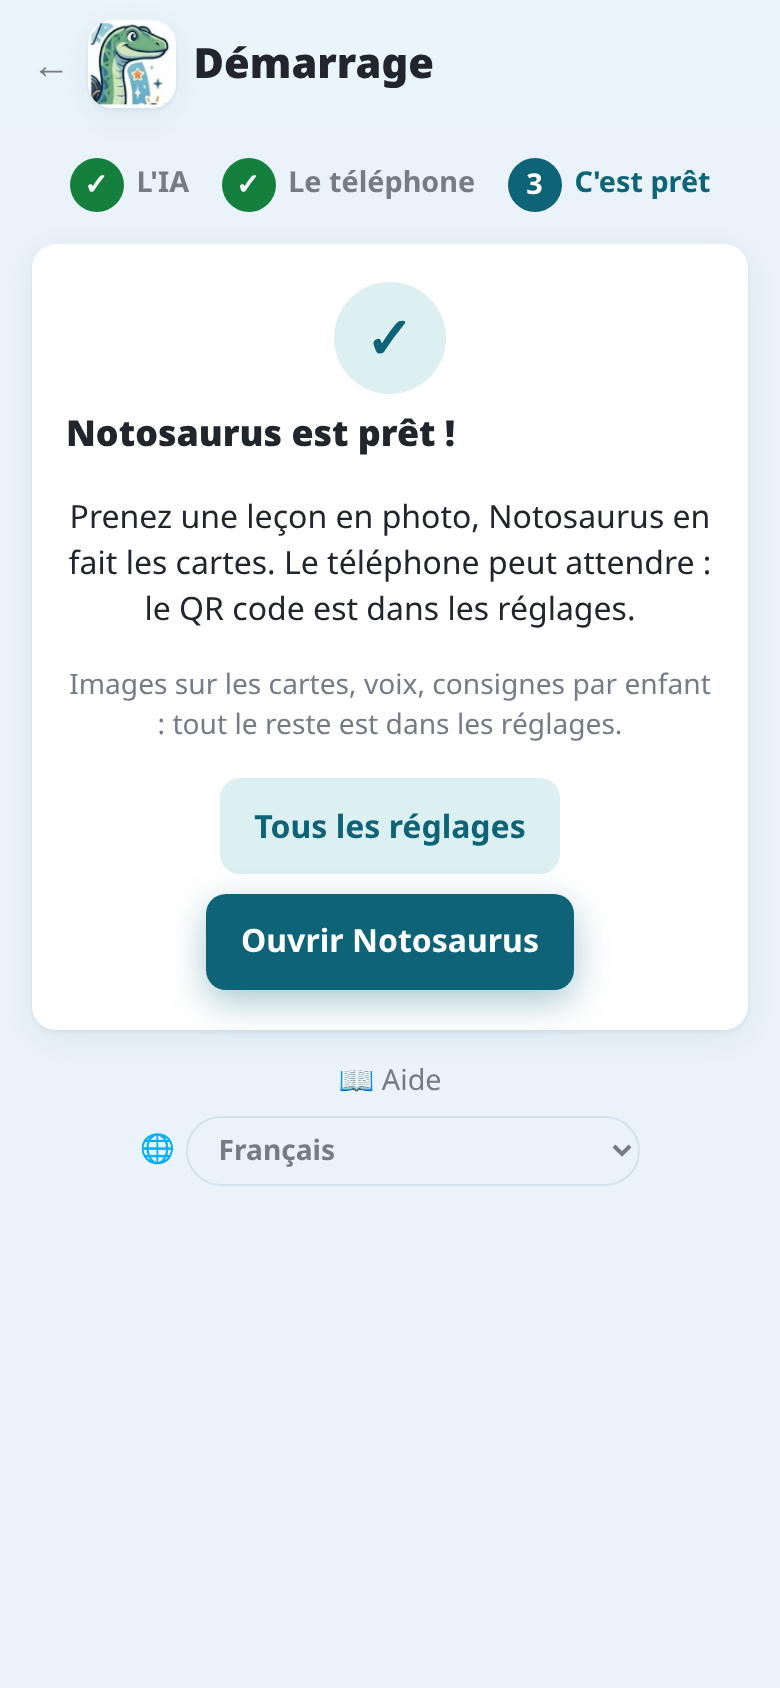 ← Démarrage
✓ L'IA ✓ Le téléphone 3 C'est prêt
✓
Notosaurus est prêt !
Prenez une leçon en photo, Notosaurus en
fait les cartes. Le téléphone peut attendre :
le QR code est dans les réglages.
Images sur les cartes, voix, consignes par enfant
: tout le reste est dans les réglages.
Tous les réglages
Ouvrir Notosaurus
📖 Aide
🌐 Français